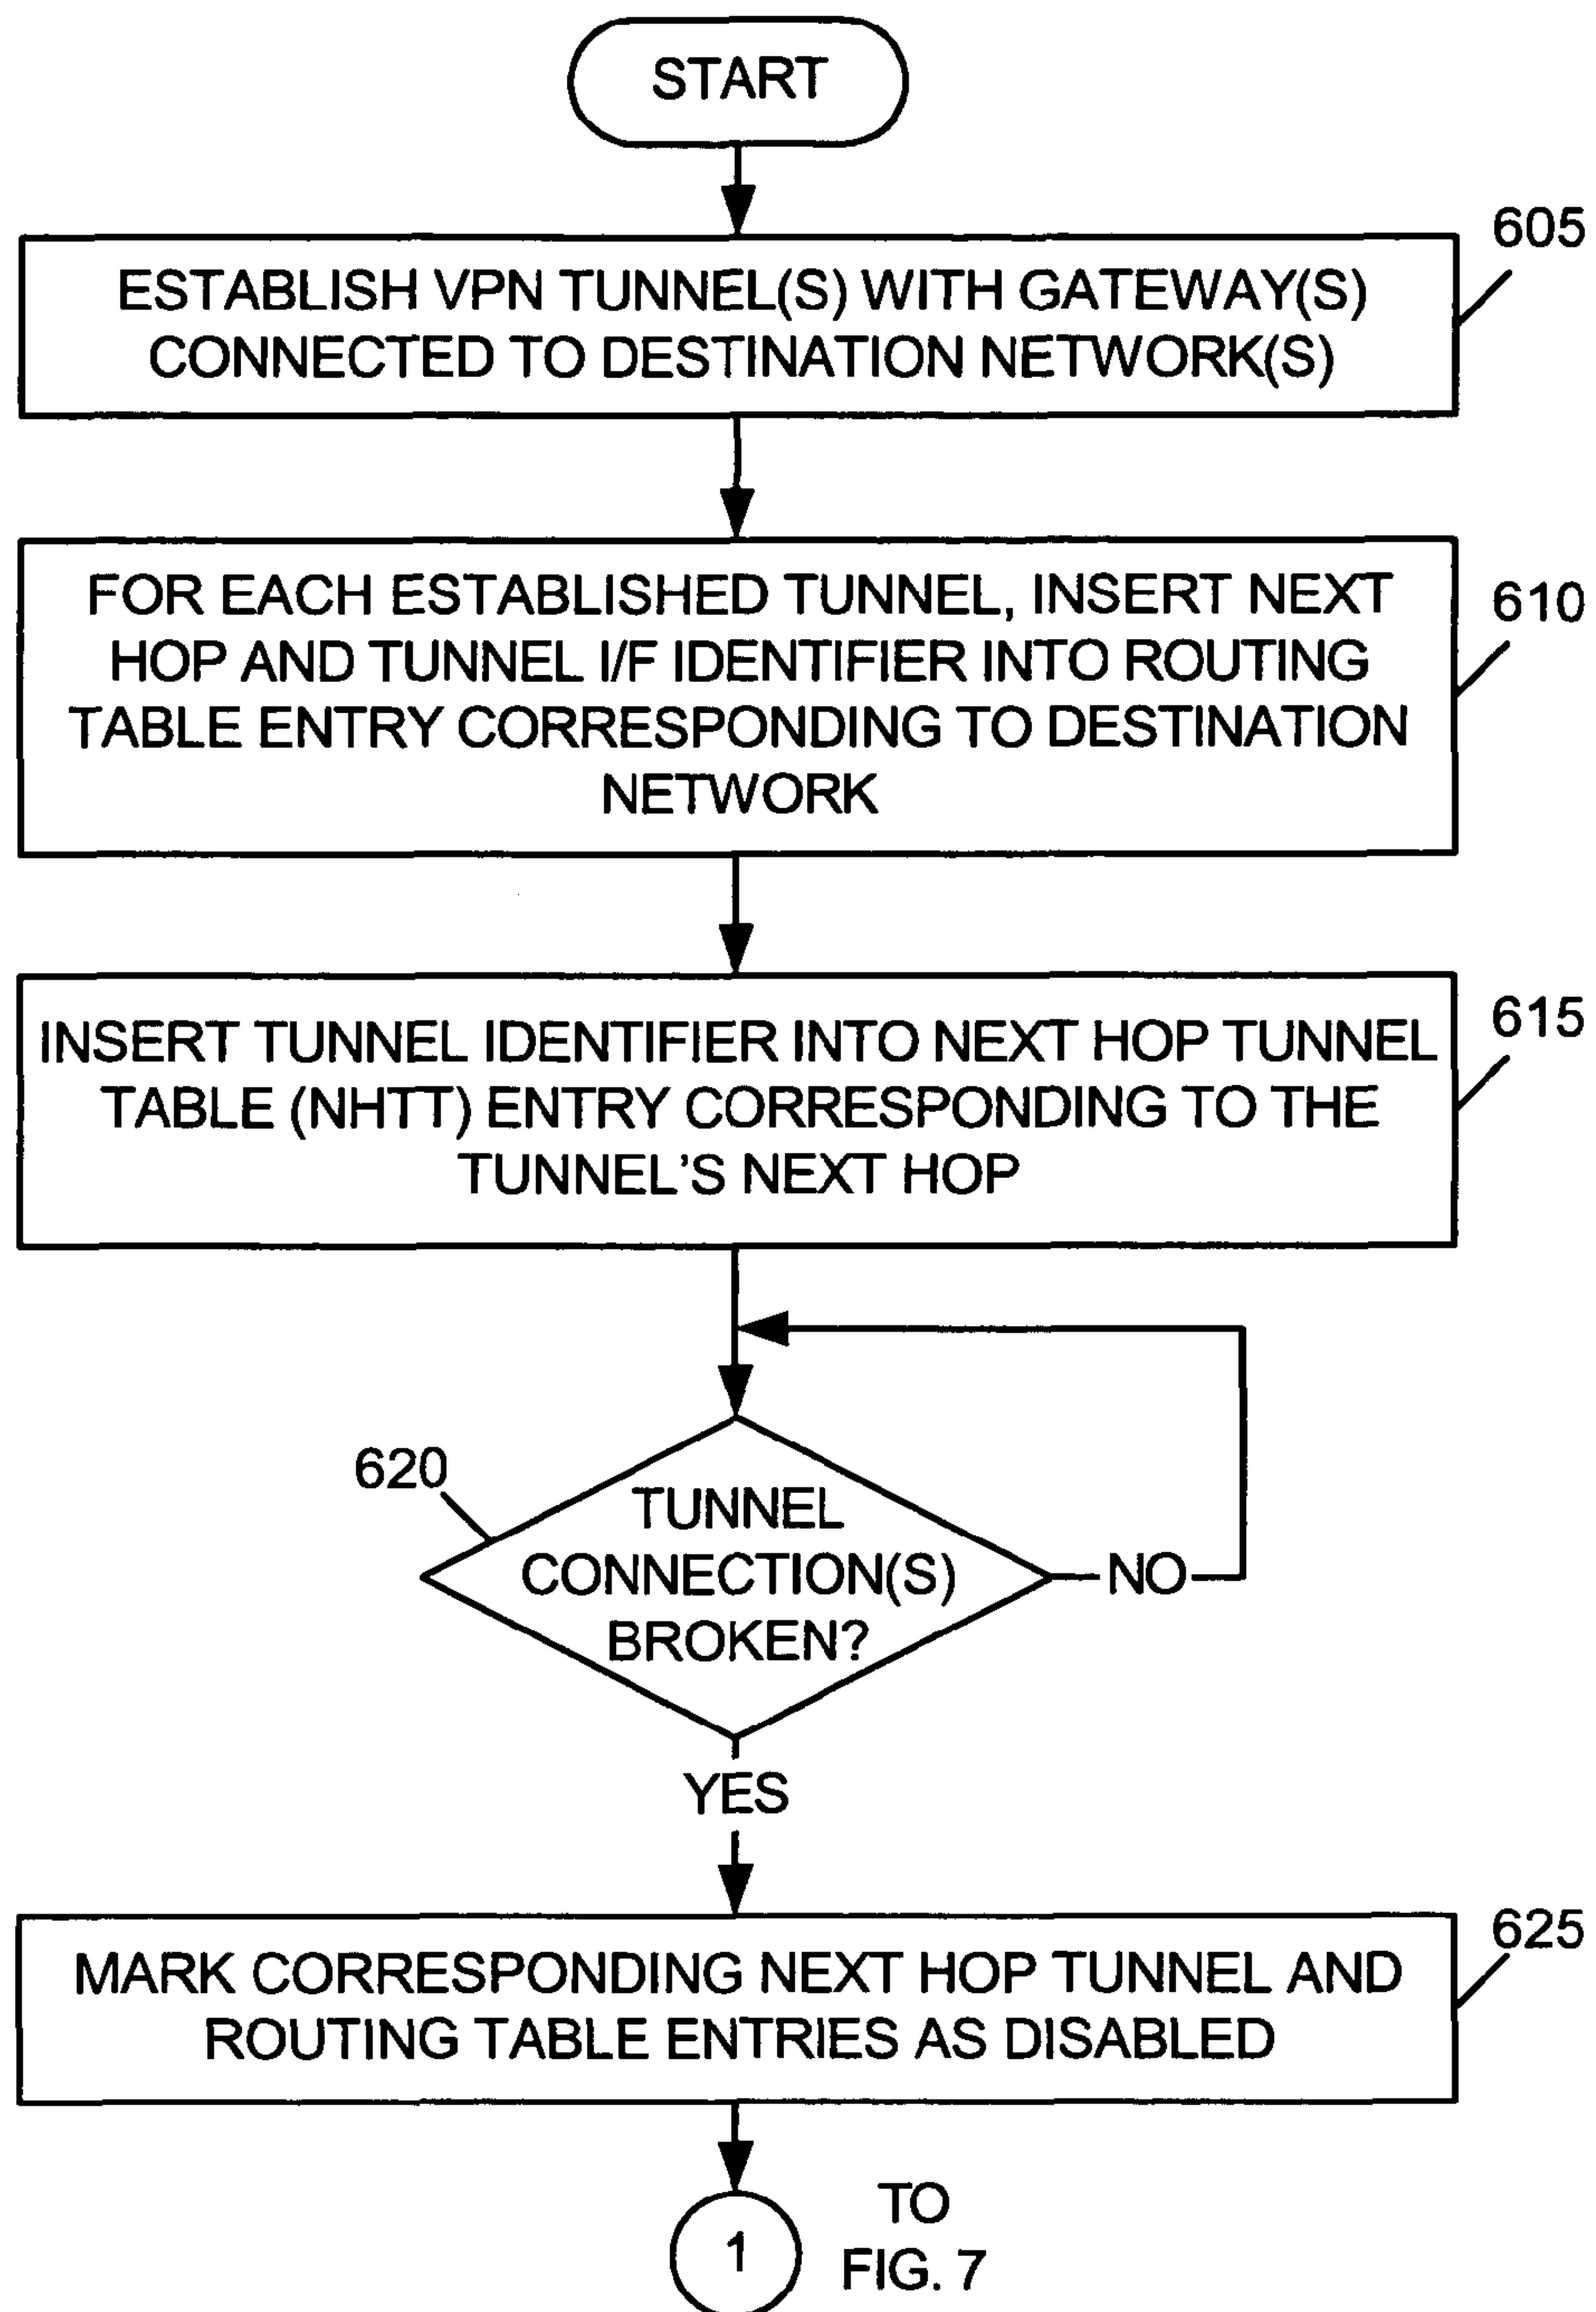 START
605
ESTABLISH VPN TUNNEL(S) WITH GATEWAY(S)
CONNECTED TO DESTINATION NETWORK(S)
610
FOR EACH ESTABLISHED TUNNEL, INSERT NEXT
HOP AND TUNNEL I/F IDENTIFIER INTO ROUTING
TABLE ENTRY CORRESPONDING TO DESTINATION
NETWORK
615
INSERT TUNNEL IDENTIFIER INTO NEXT HOP TUNNEL
TABLE (NHTT) ENTRY CORRESPONDING TO THE
TUNNEL'S NEXT HOP
620
TUNNEL
CONNECTION(S)
BROKEN?
NO
YES
625
MARK CORRESPONDING NEXT HOP TUNNEL AND
ROUTING TABLE ENTRIES AS DISABLED
1
TO
FIG. 7